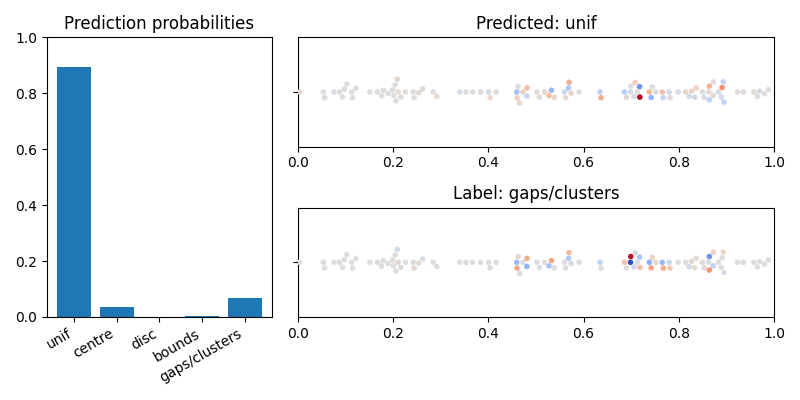 Prediction probabilities
1.0
0.8
0.6
0.4
0.2
0.0
unif
centre
disc
bounds
gaps/clusters
Predicted: unif
0.0 0.2 0.4 0.6 0.8 1.0
Label: gaps/clusters
0.0 0.2 0.4 0.6 0.8 1.0